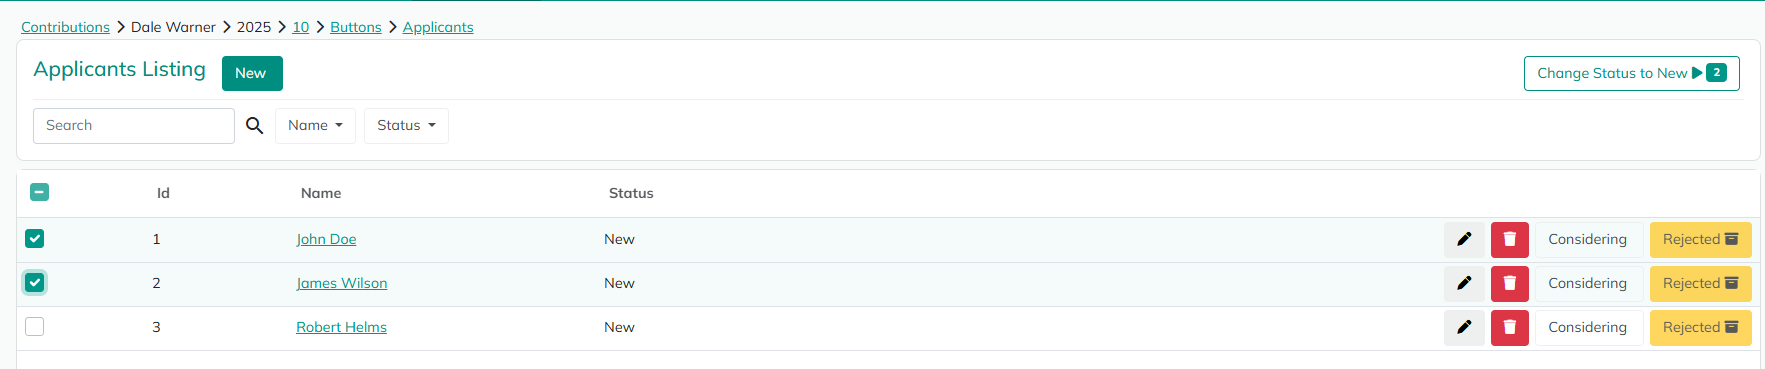 Contributions > Dale Warner > 2025 > 10 > Buttons > Applicants
Applicants Listing New Change Status to New 2
Search Name Status
Id Name Status
1 John Doe New Considering Rejected
2 James Wilson New Considering Rejected
3 Robert Helms New Considering Rejected